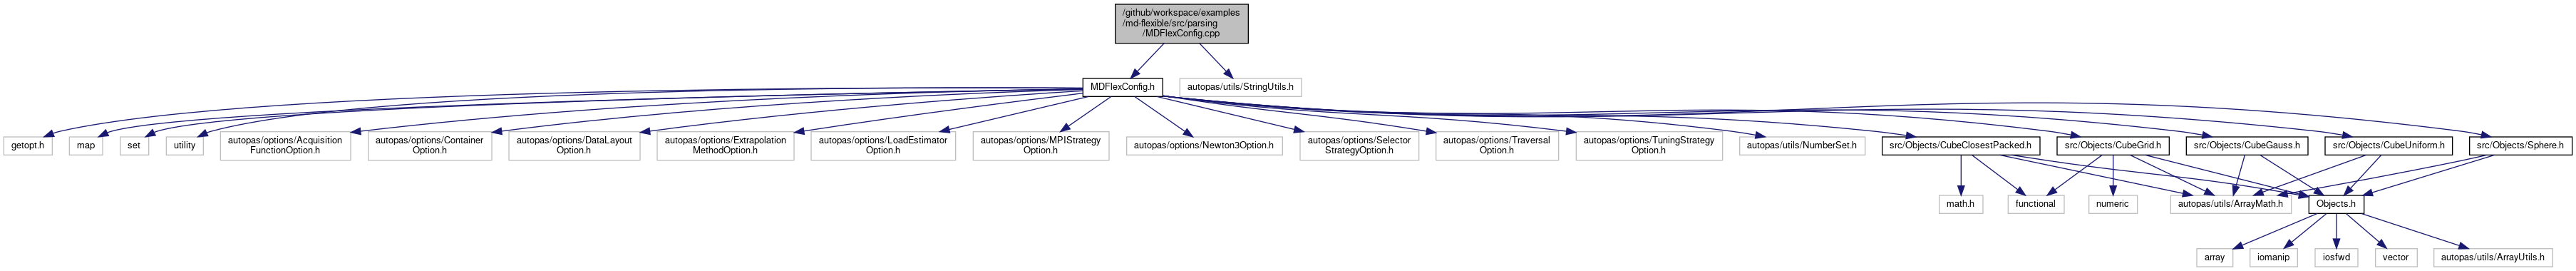 /github/workspace/examples
/md-flexible/src/parsing
/MDFlexConfig.cpp
MDFlexConfig.h
autopas/utils/StringUtils.h
getopt.h
map
set
utility
autopas/options/Acquisition
FunctionOption.h
autopas/options/Container
Option.h
autopas/options/DataLayout
Option.h
autopas/options/Extrapolation
MethodOption.h
autopas/options/LoadEstimator
Option.h
autopas/options/MPIStrategy
Option.h
autopas/options/Newton3Option.h
autopas/options/Selector
StrategyOption.h
autopas/options/Traversal
Option.h
autopas/options/TuningStrategy
Option.h
autopas/utils/NumberSet.h
src/Objects/CubeClosestPacked.h
src/Objects/CubeGrid.h
src/Objects/CubeGauss.h
src/Objects/CubeUniform.h
src/Objects/Sphere.h
math.h
functional
numeric
autopas/utils/ArrayMath.h
Objects.h
array
iomanip
iosfwd
vector
autopas/utils/ArrayUtils.h